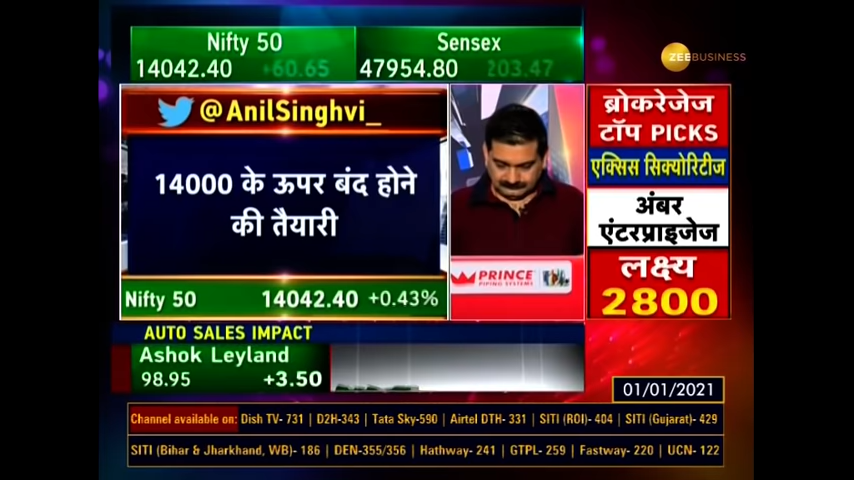 Nifty 50
14042.40 +60.65
Sensex
47954.80 203.47
ZEE BUSINESS
@AnilSinghvi_
14000 के ऊपर बंद होने
की तैयारी
Nifty 50 14042.40 +0.43%
PRINCE
PIPING SYSTEMS
ब्रोकरेजेज
टॉप PICKS
एक्सिस सिक्योरिटीज
अंबर
एंटरप्राइजेज
लक्ष्य
2800
AUTO SALES IMPACT
Ashok Leyland
98.95 +3.50
01/01/2021
Channel available on: Dish TV- 731 | D2H-343 | Tata Sky-590 | Airtel DTH- 331 | SITI (ROI)- 404 | SITI (Gujarat)- 429
SITI (Bihar & Jharkhand, WB)- 186 | DEN-355/356 | Hathway- 241 | GTPL- 259 | Fastway- 220 | UCN- 122